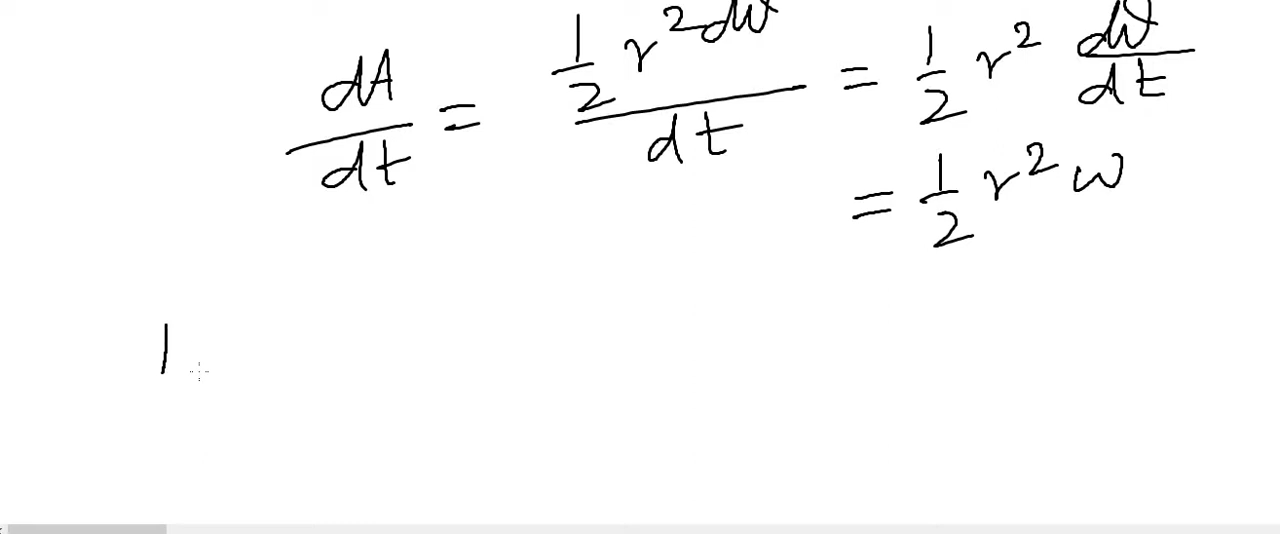 dA/dt = (1/2 r² dθ)/dt = 1/2 r² dθ/dt
= 1/2 r² ω